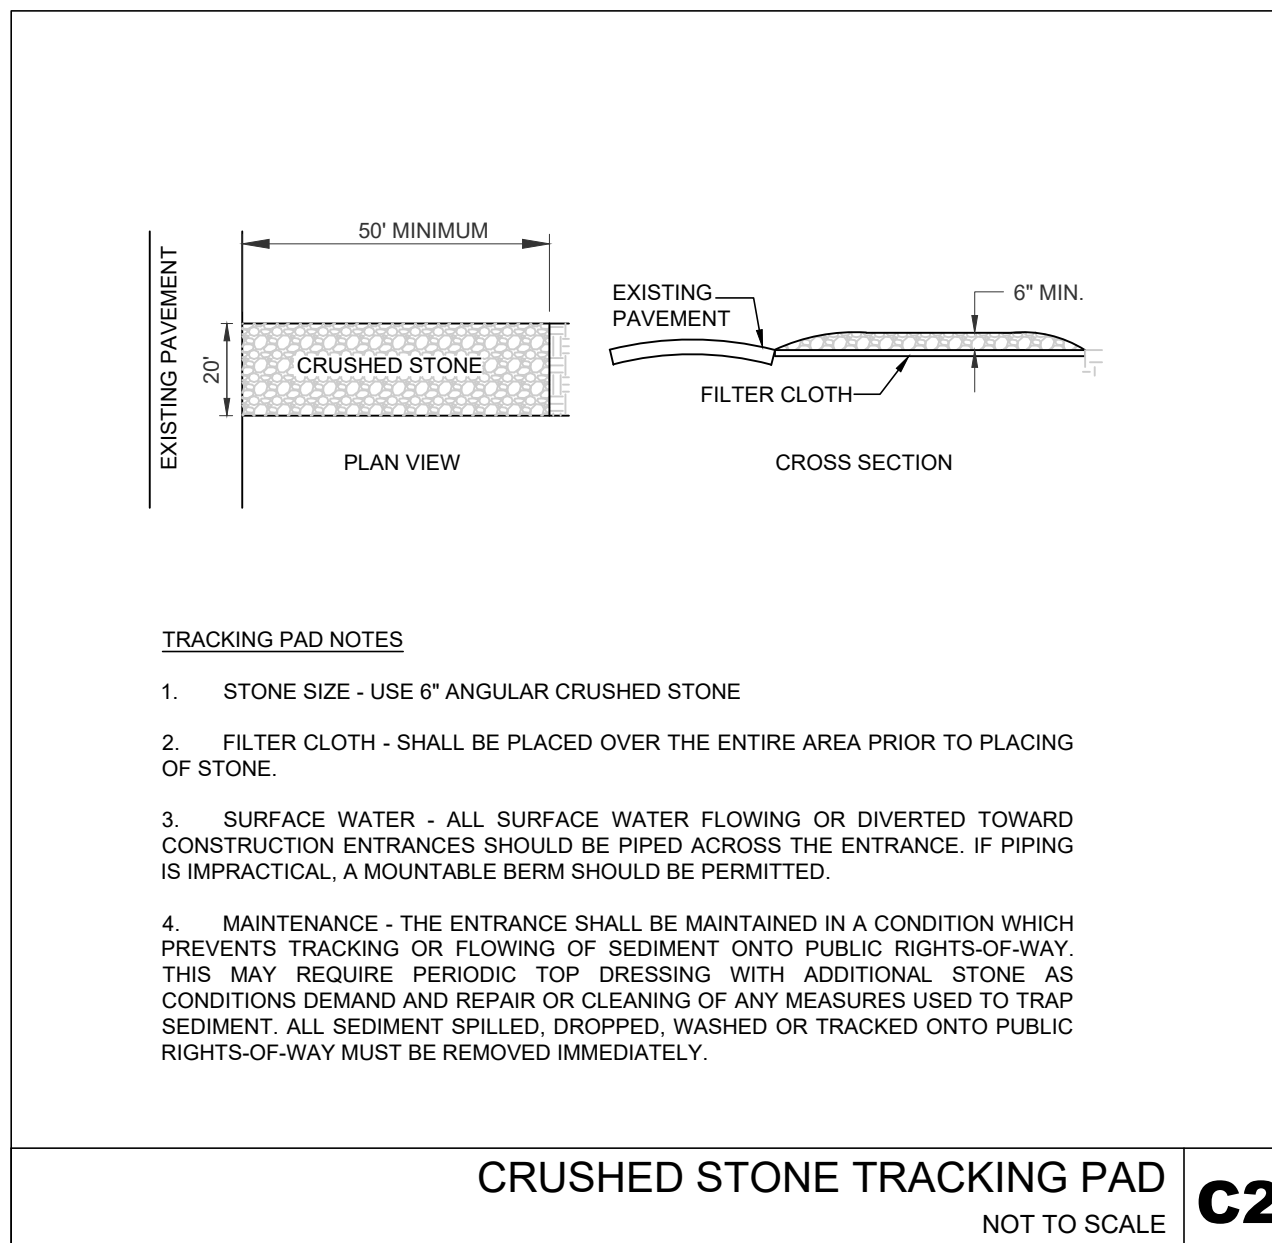 50' MINIMUM
EXISTING PAVEMENT
20'
CRUSHED STONE
PLAN VIEW
EXISTING
PAVEMENT
6" MIN.
FILTER CLOTH
CROSS SECTION
TRACKING PAD NOTES
1. STONE SIZE - USE 6" ANGULAR CRUSHED STONE
2. FILTER CLOTH - SHALL BE PLACED OVER THE ENTIRE AREA PRIOR TO PLACING
OF STONE.
3. SURFACE WATER - ALL SURFACE WATER FLOWING OR DIVERTED TOWARD
CONSTRUCTION ENTRANCES SHOULD BE PIPED ACROSS THE ENTRANCE. IF PIPING
IS IMPRACTICAL, A MOUNTABLE BERM SHOULD BE PERMITTED.
4. MAINTENANCE - THE ENTRANCE SHALL BE MAINTAINED IN A CONDITION WHICH
PREVENTS TRACKING OR FLOWING OF SEDIMENT ONTO PUBLIC RIGHTS-OF-WAY.
THIS MAY REQUIRE PERIODIC TOP DRESSING WITH ADDITIONAL STONE AS
CONDITIONS DEMAND AND REPAIR OR CLEANING OF ANY MEASURES USED TO TRAP
SEDIMENT. ALL SEDIMENT SPILLED, DROPPED, WASHED OR TRACKED ONTO PUBLIC
RIGHTS-OF-WAY MUST BE REMOVED IMMEDIATELY.
CRUSHED STONE TRACKING PAD
NOT TO SCALE
C2